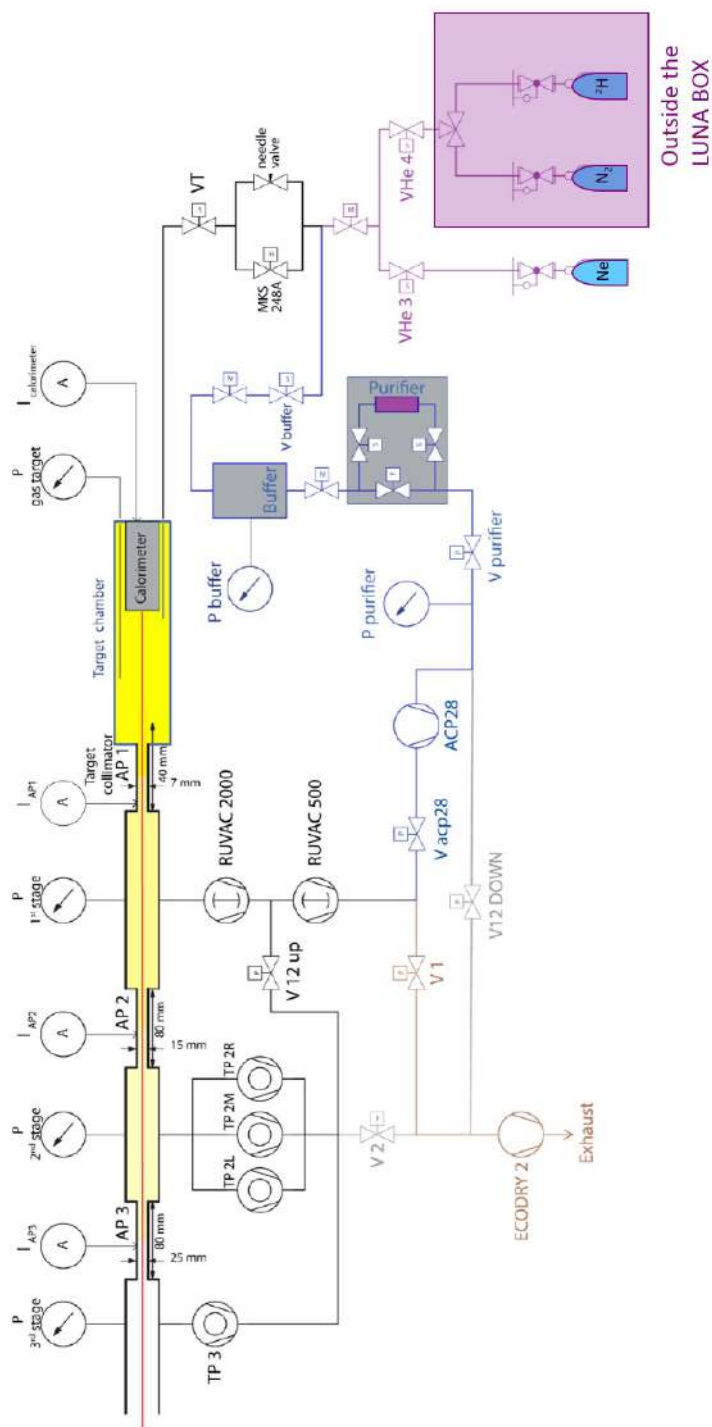 P
3rd stage
I AP3
P
2nd stage
I AP2
P
1st stage
I AP1
P
gas target
I calorimeter
A
A
A
A
AP 3
AP 2
AP 1
Target
collimator
Target chamber
Calorimeter
25 mm
80 mm
15 mm
80 mm
7 mm
40 mm
TP 3
TP 2L
TP 2M
TP 2R
RUVAC 2000
RUVAC 500
V 12 up
V 2
V 1
V acp28
ACP28
V12 DOWN
ECODRY 2
Exhaust
P buffer
Buffer
V buffer
P purifier
Purifier
V purifier
VT
MKS
248A
needle
valve
VHe 3
VHe 4
Ne
N2
2H
Outside the
LUNA BOX